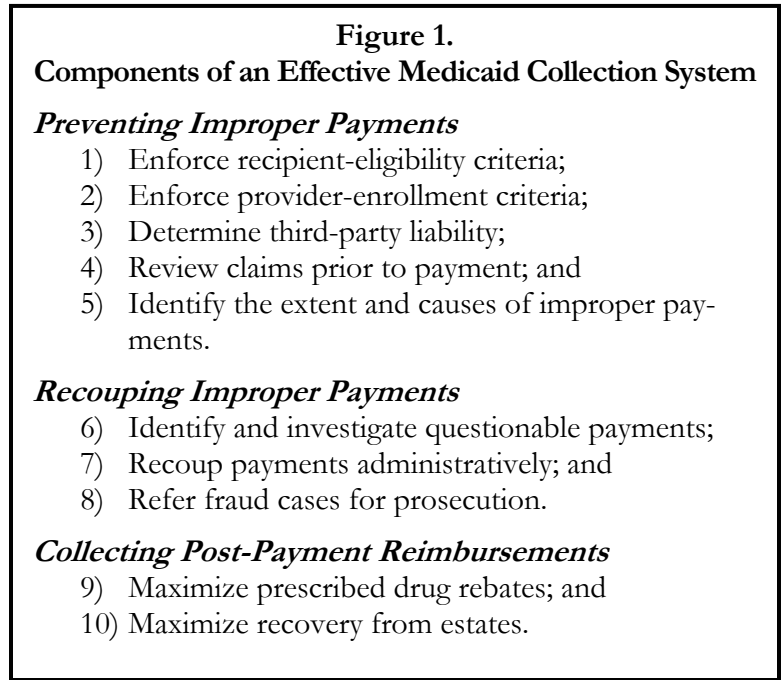 Figure 1.
Components of an Effective Medicaid Collection System
Preventing Improper Payments
1) Enforce recipient-eligibility criteria;
2) Enforce provider-enrollment criteria;
3) Determine third-party liability;
4) Review claims prior to payment; and
5) Identify the extent and causes of improper pay-
ments.
Recouping Improper Payments
6) Identify and investigate questionable payments;
7) Recoup payments administratively; and
8) Refer fraud cases for prosecution.
Collecting Post-Payment Reimbursements
9) Maximize prescribed drug rebates; and
10) Maximize recovery from estates.